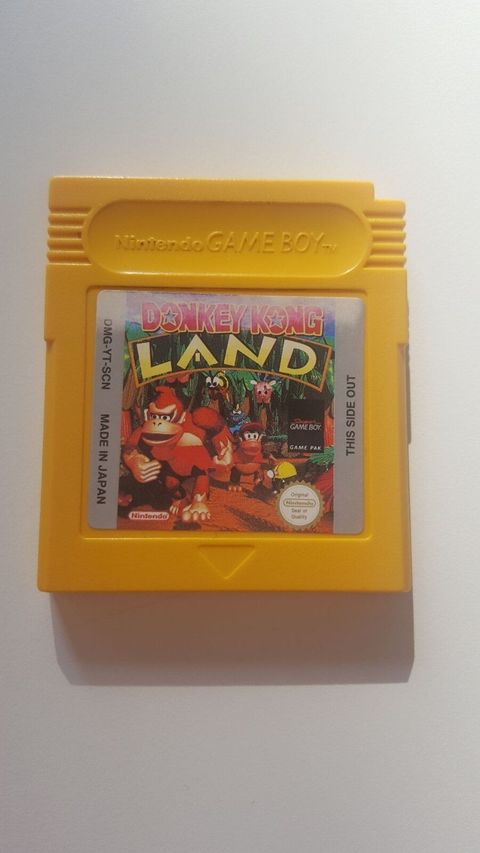 Nintendo GAME BOY TM
DONKEY KONG
LAND
DMG-YT-SCN MADE IN JAPAN
THIS SIDE OUT
Super
GAME BOY
GAME PAK
Nintendo
Original
Nintendo
Seal of
Quality